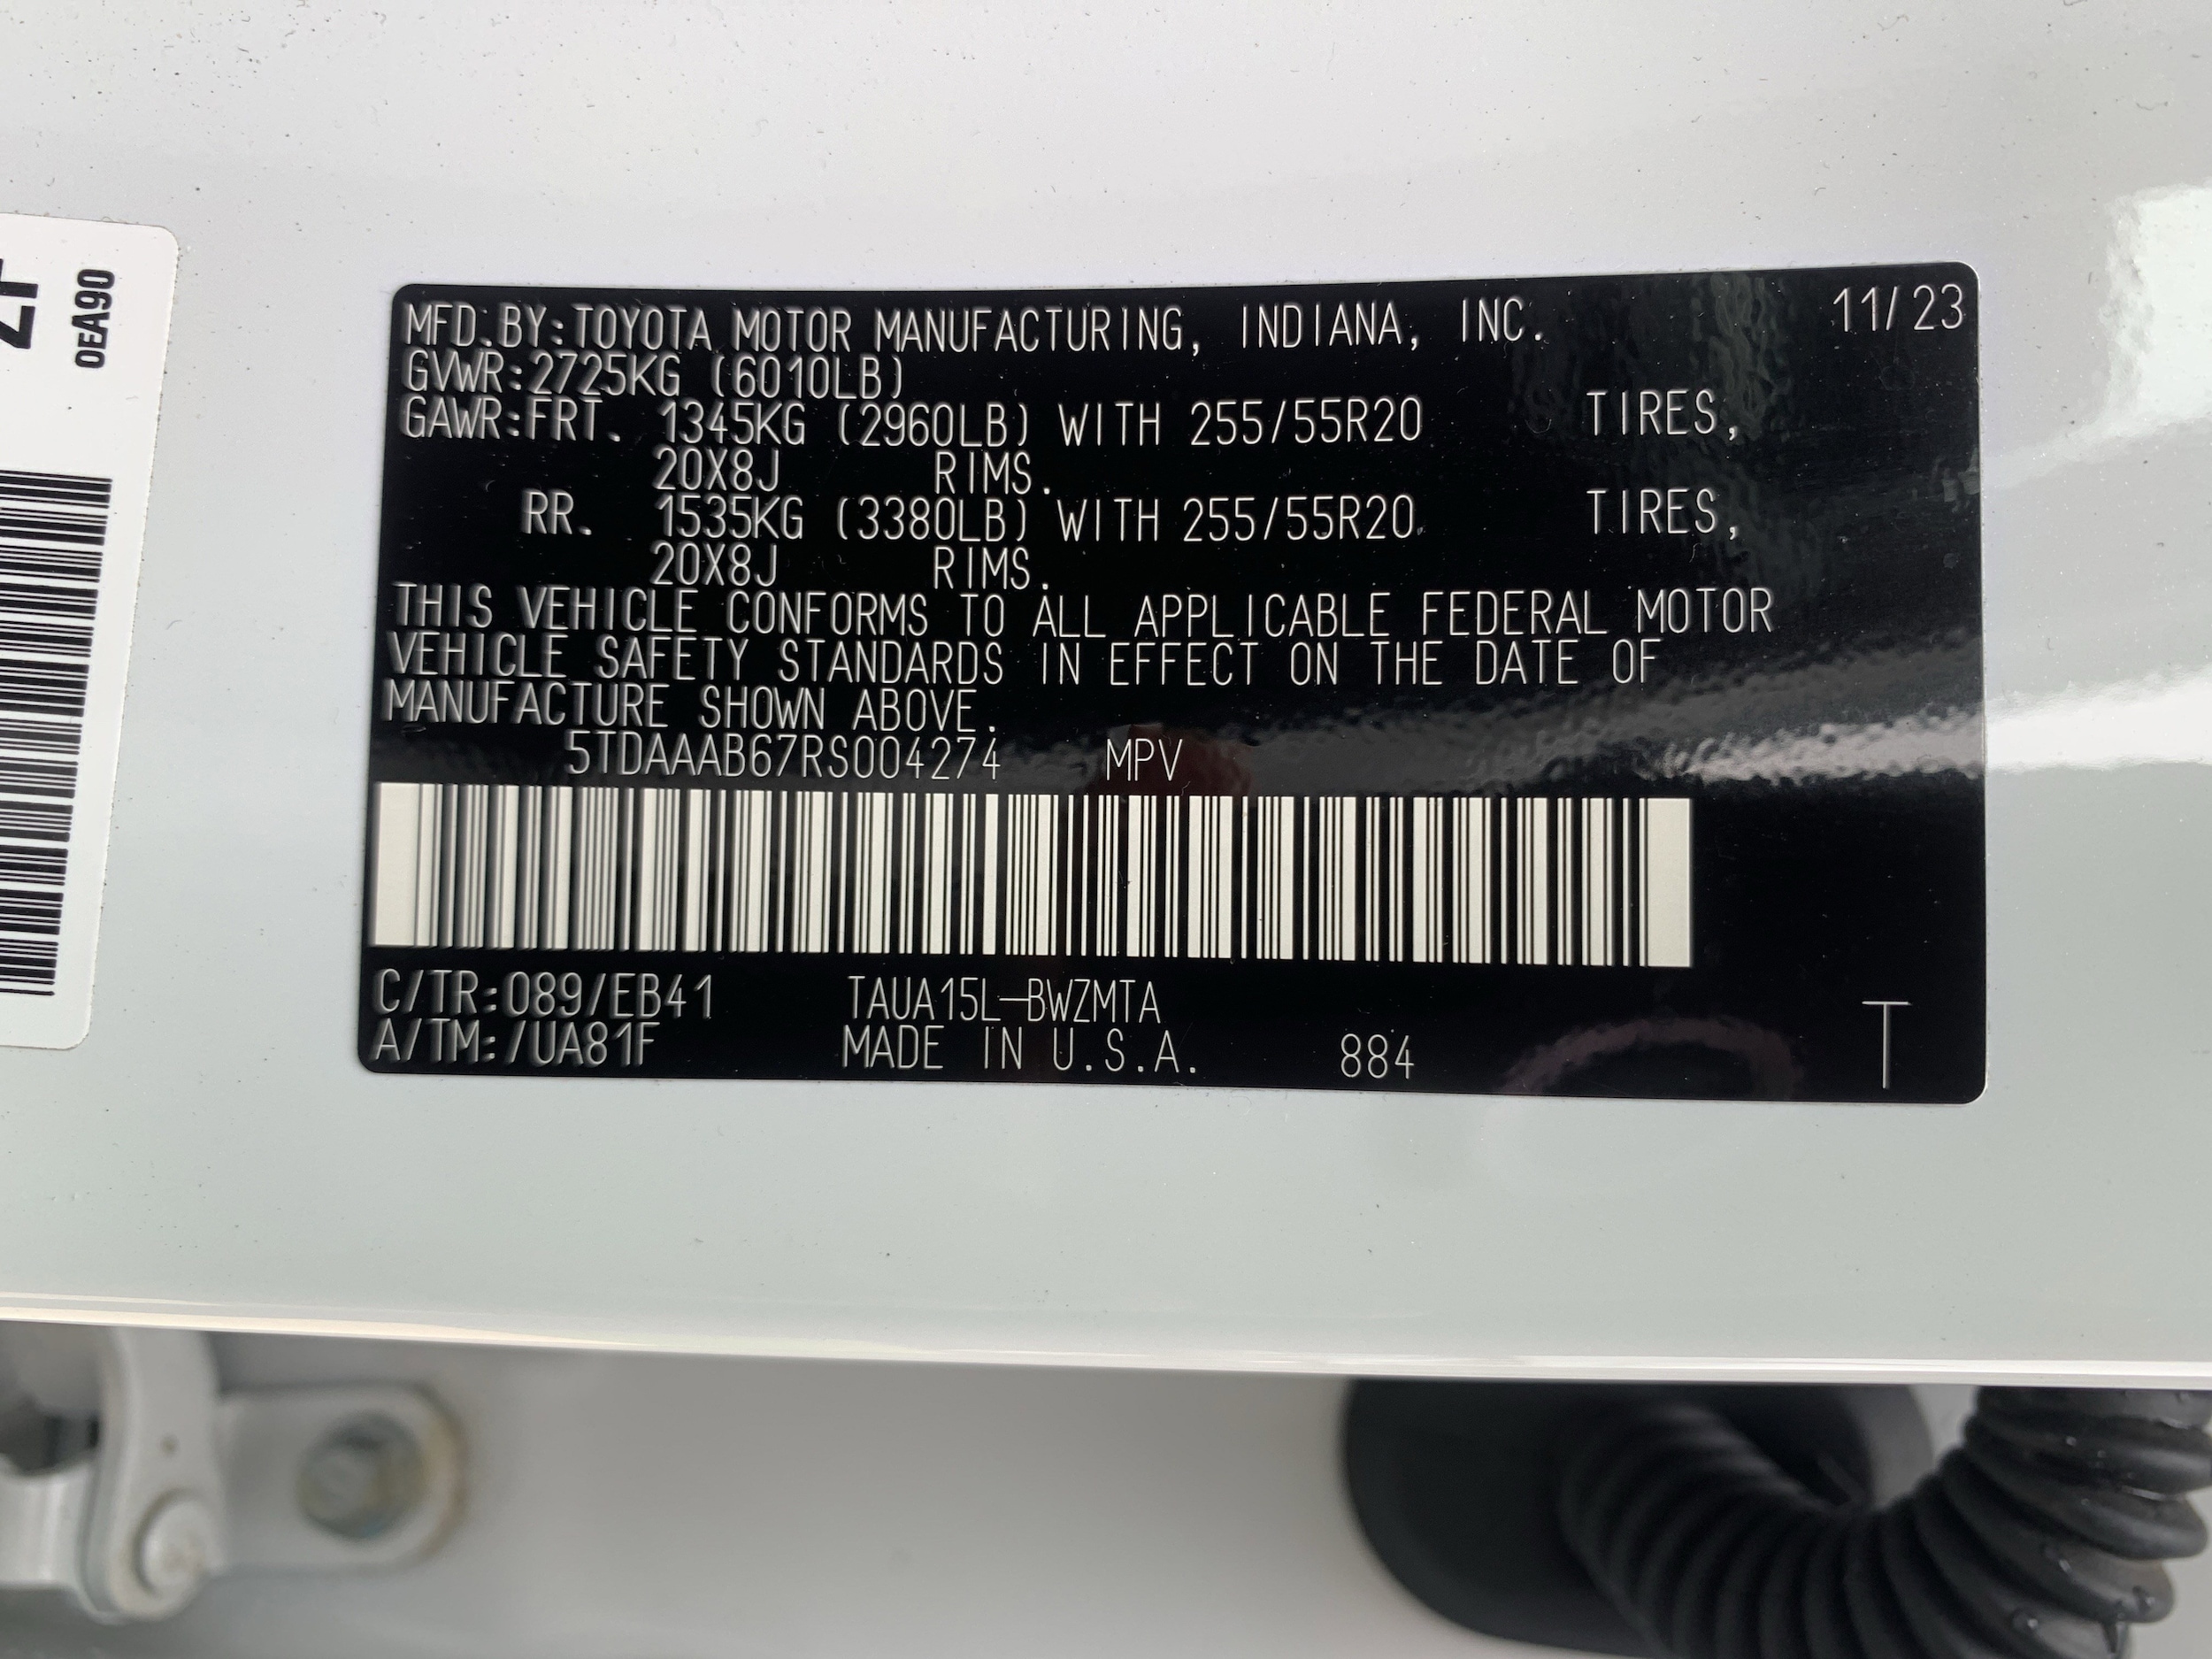 OEA90
MFD.BY:TOYOTA MOTOR MANUFACTURING, INDIANA, INC. 11/23
GVWR:2725KG (6010LB)
GAWR:FRT. 1345KG (2960LB) WITH 255/55R20 TIRES,
20X8J RIMS.
RR. 1535KG (3380LB) WITH 255/55R20 TIRES,
20X8J RIMS.
THIS VEHICLE CONFORMS TO ALL APPLICABLE FEDERAL MOTOR
VEHICLE SAFETY STANDARDS IN EFFECT ON THE DATE OF
MANUFACTURE SHOWN ABOVE.
5TDAAAB67RS004274 MPV
C/TR:089/EB41 TAUA15L-BWZMTA
A/TM:/UA81F MADE IN U.S.A. 884 T